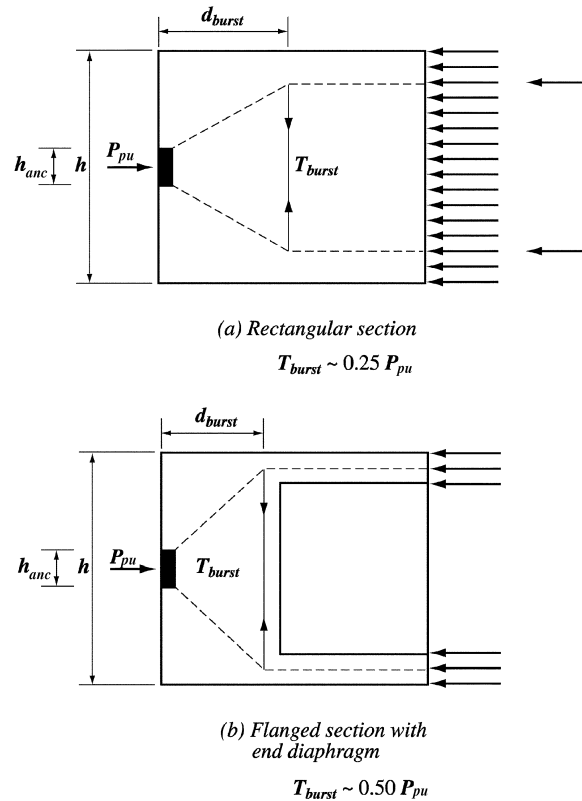 d_burst
h_anc
h
P_pu
T_burst
(a) Rectangular section
T_burst ~ 0.25 P_pu
d_burst
h_anc
h
P_pu
T_burst
(b) Flanged section with
end diaphragm
T_burst ~ 0.50 P_pu